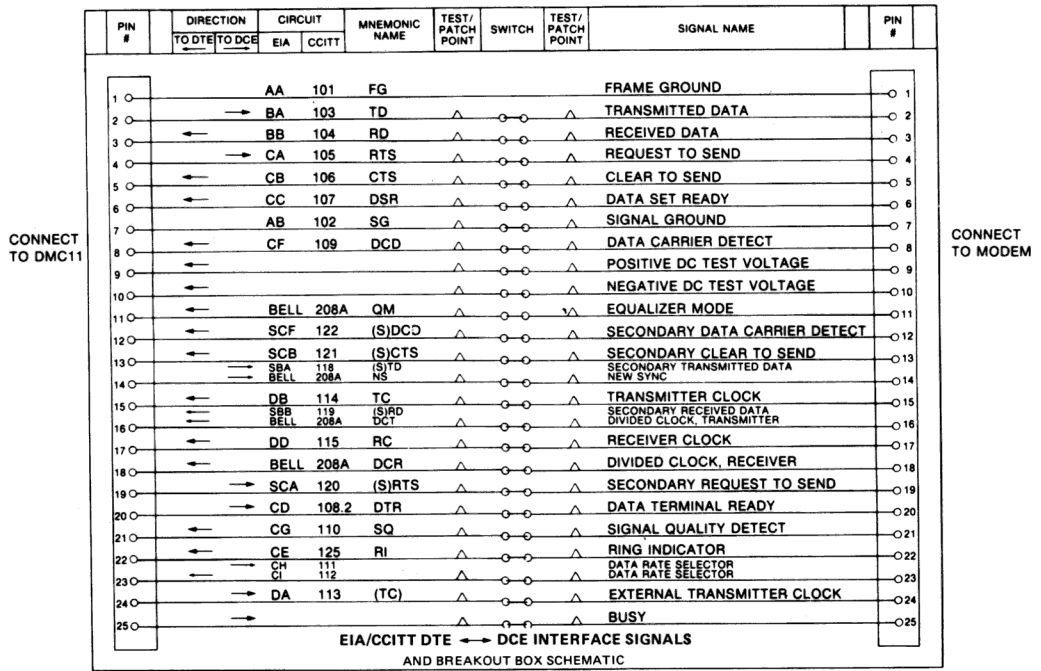 PIN # DIRECTION CIRCUIT MNEMONIC NAME TEST/ PATCH POINT SWITCH TEST/ PATCH POINT SIGNAL NAME PIN #
TO DTE TO DCE EIA CCITT
CONNECT TO DMC11
CONNECT TO MODEM
1 AA 101 FG FRAME GROUND 1
2 BA 103 TD TRANSMITTED DATA 2
3 BB 104 RD RECEIVED DATA 3
4 CA 105 RTS REQUEST TO SEND 4
5 CB 106 CTS CLEAR TO SEND 5
6 CC 107 DSR DATA SET READY 6
7 AB 102 SG SIGNAL GROUND 7
8 CF 109 DCD DATA CARRIER DETECT 8
9 POSITIVE DC TEST VOLTAGE 9
10 NEGATIVE DC TEST VOLTAGE 10
11 BELL 208A QM EQUALIZER MODE 11
12 SCF 122 (S)DCD SECONDARY DATA CARRIER DETECT 12
13 SCB 121 (S)CTS SECONDARY CLEAR TO SEND 13
SBA 118 (S)TD SECONDARY TRANSMITTED DATA
14 BELL 208A NS NEW SYNC 14
15 DB 114 TC TRANSMITTER CLOCK 15
SBB 119 (S)RD SECONDARY RECEIVED DATA
16 BELL 208A DCT DIVIDED CLOCK, TRANSMITTER 16
17 DD 115 RC RECEIVER CLOCK 17
18 BELL 208A DCR DIVIDED CLOCK, RECEIVER 18
19 SCA 120 (S)RTS SECONDARY REQUEST TO SEND 19
20 CD 108.2 DTR DATA TERMINAL READY 20
21 CG 110 SQ SIGNAL QUALITY DETECT 21
22 CE 125 RI RING INDICATOR 22
CH 111 DATA RATE SELECTOR
23 CI 112 DATA RATE SELECTOR 23
24 DA 113 (TC) EXTERNAL TRANSMITTER CLOCK 24
25 BUSY 25
EIA/CCITT DTE ↔ DCE INTERFACE SIGNALS
AND BREAKOUT BOX SCHEMATIC